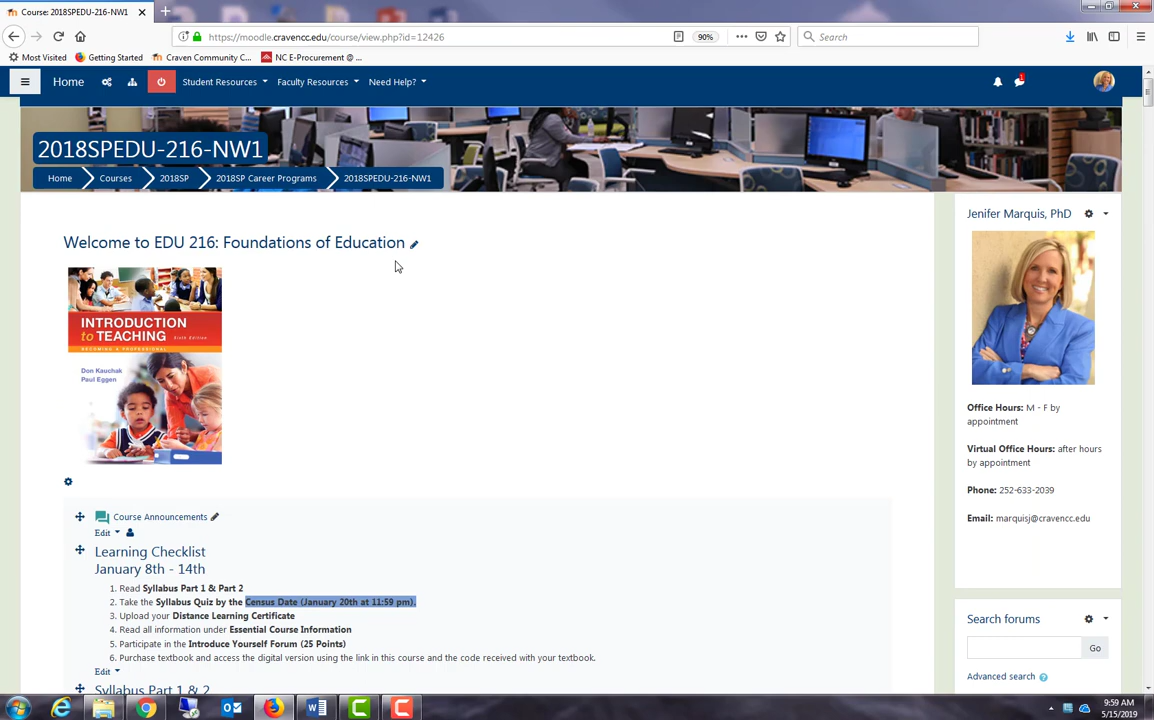 Course: 2018SPEDU-216-NW1
https://moodle.cravencc.edu/course/view.php?id=12426
90%
Search
Most Visited
Getting Started
Craven Community C...
NC E-Procurement @ ...
Home
Student Resources
Faculty Resources
Need Help?
1
2018SPEDU-216-NW1
Home
Courses
2018SP
2018SP Career Programs
2018SPEDU-216-NW1
Welcome to EDU 216: Foundations of Education
INTRODUCTION
to TEACHING Sixth Edition
BECOMING A PROFESSIONAL
Don Kauchak
Paul Eggen
Course Announcements
Edit
Learning Checklist
January 8th - 14th
1. Read Syllabus Part 1 & Part 2
2. Take the Syllabus Quiz by the Census Date (January 20th at 11:59 pm).
3. Upload your Distance Learning Certificate
4. Read all information under Essential Course Information
5. Participate in the Introduce Yourself Forum (25 Points)
6. Purchase textbook and access the digital version using the link in this course and the code received with your textbook.
Edit
Syllabus Part 1 & 2
Jenifer Marquis, PhD
Office Hours: M - F by
appointment
Virtual Office Hours: after hours
by appointment
Phone: 252-633-2039
Email: marquisj@cravencc.edu
Search forums
Go
Advanced search
9:59 AM
5/15/2019